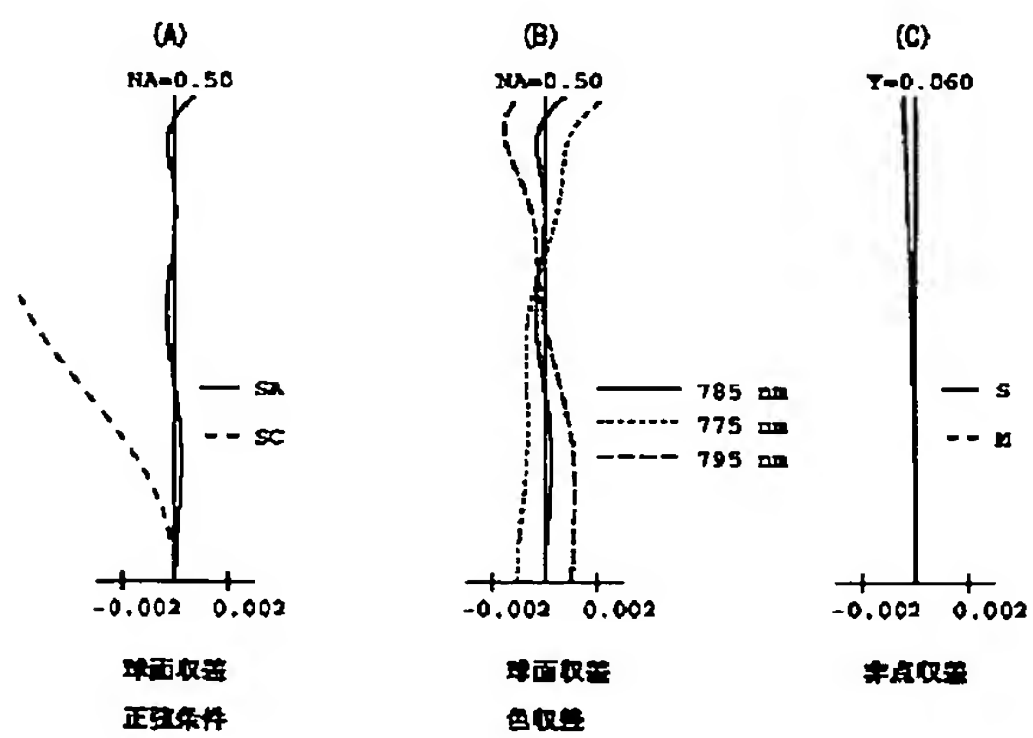 (A)
NA=0.50
SA
SC
-0.002 0.002
球面収差
正弦条件
(B)
NA=0.50
785 nm
775 nm
795 nm
-0.002 0.002
球面収差
色収差
(C)
Y=0.060
S
M
-0.002 0.002
非点収差